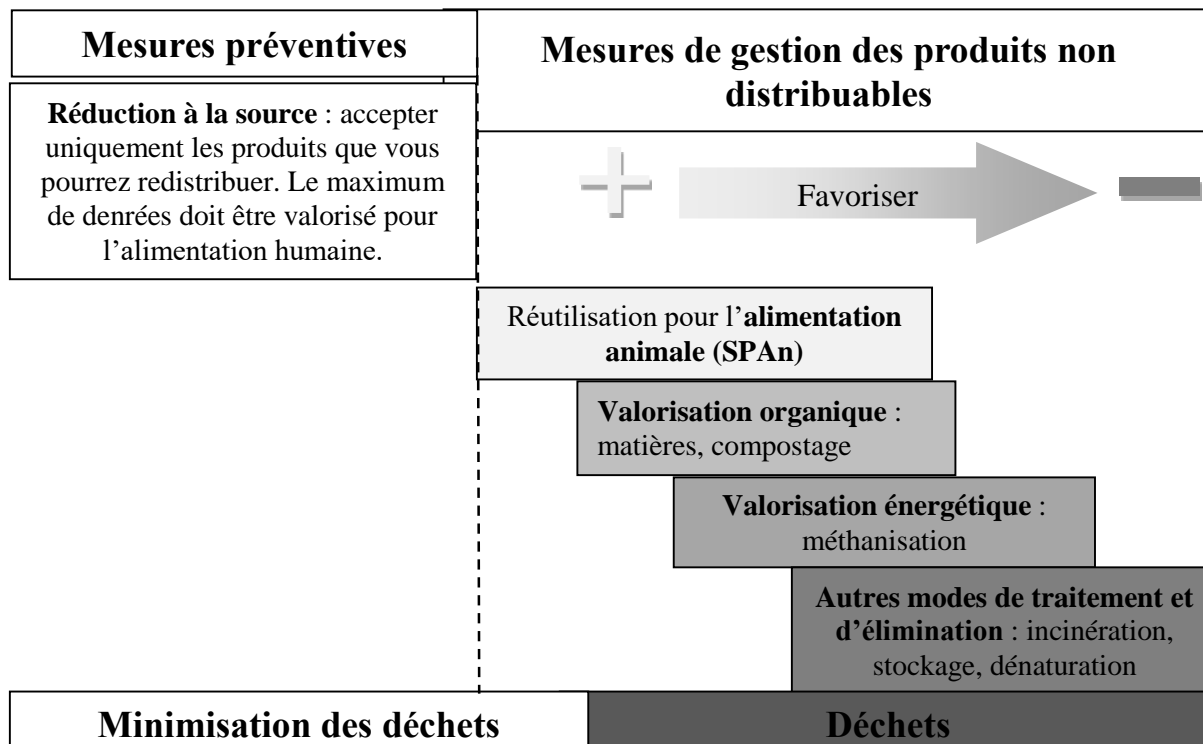 Mesures préventives
Mesures de gestion des produits non
distribuables
Réduction à la source : accepter
uniquement les produits que vous
pourrez redistribuer. Le maximum
de denrées doit être valorisé pour
l’alimentation humaine.
Favoriser
Réutilisation pour l’alimentation
animale (SPAn)
Valorisation organique :
matières, compostage
Valorisation énergétique :
méthanisation
Autres modes de traitement et
d’élimination : incinération,
stockage, dénaturation
Minimisation des déchets
Déchets